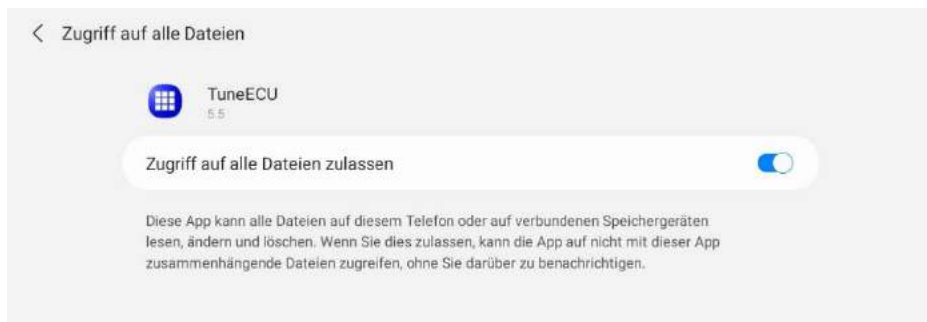 Zugriff auf alle Dateien
TuneECU
5.5
Zugriff auf alle Dateien zulassen
Diese App kann alle Dateien auf diesem Telefon oder auf verbundenen Speichergeräten
lesen, ändern und löschen. Wenn Sie dies zulassen, kann die App auf nicht mit dieser App
zusammenhängende Dateien zugreifen, ohne Sie darüber zu benachrichtigen.